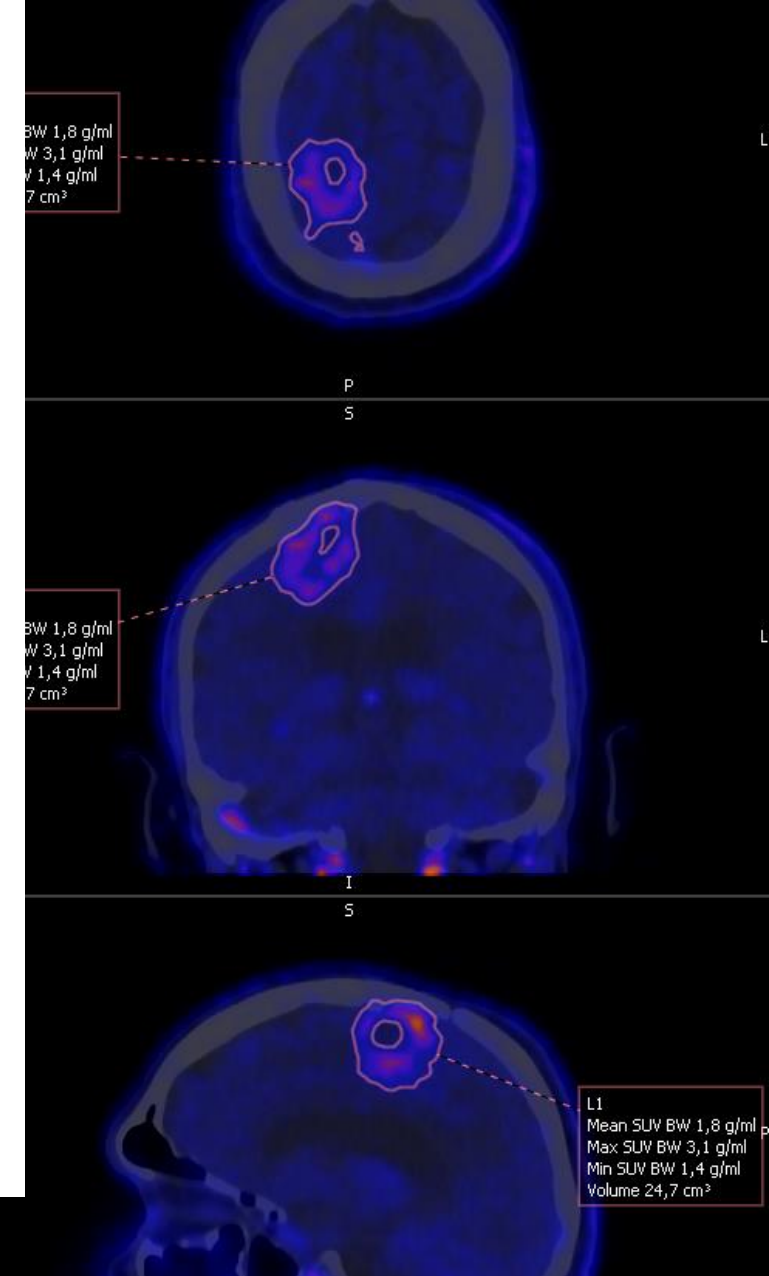 BW 1,8 g/ml
W 3,1 g/ml
1,4 g/ml
7 cm³
L
P
S
BW 1,8 g/ml
W 3,1 g/ml
1,4 g/ml
7 cm³
L
I
S
L1
Mean SUV BW 1,8 g/ml
Max SUV BW 3,1 g/ml
Min SUV BW 1,4 g/ml
Volume 24,7 cm³
P